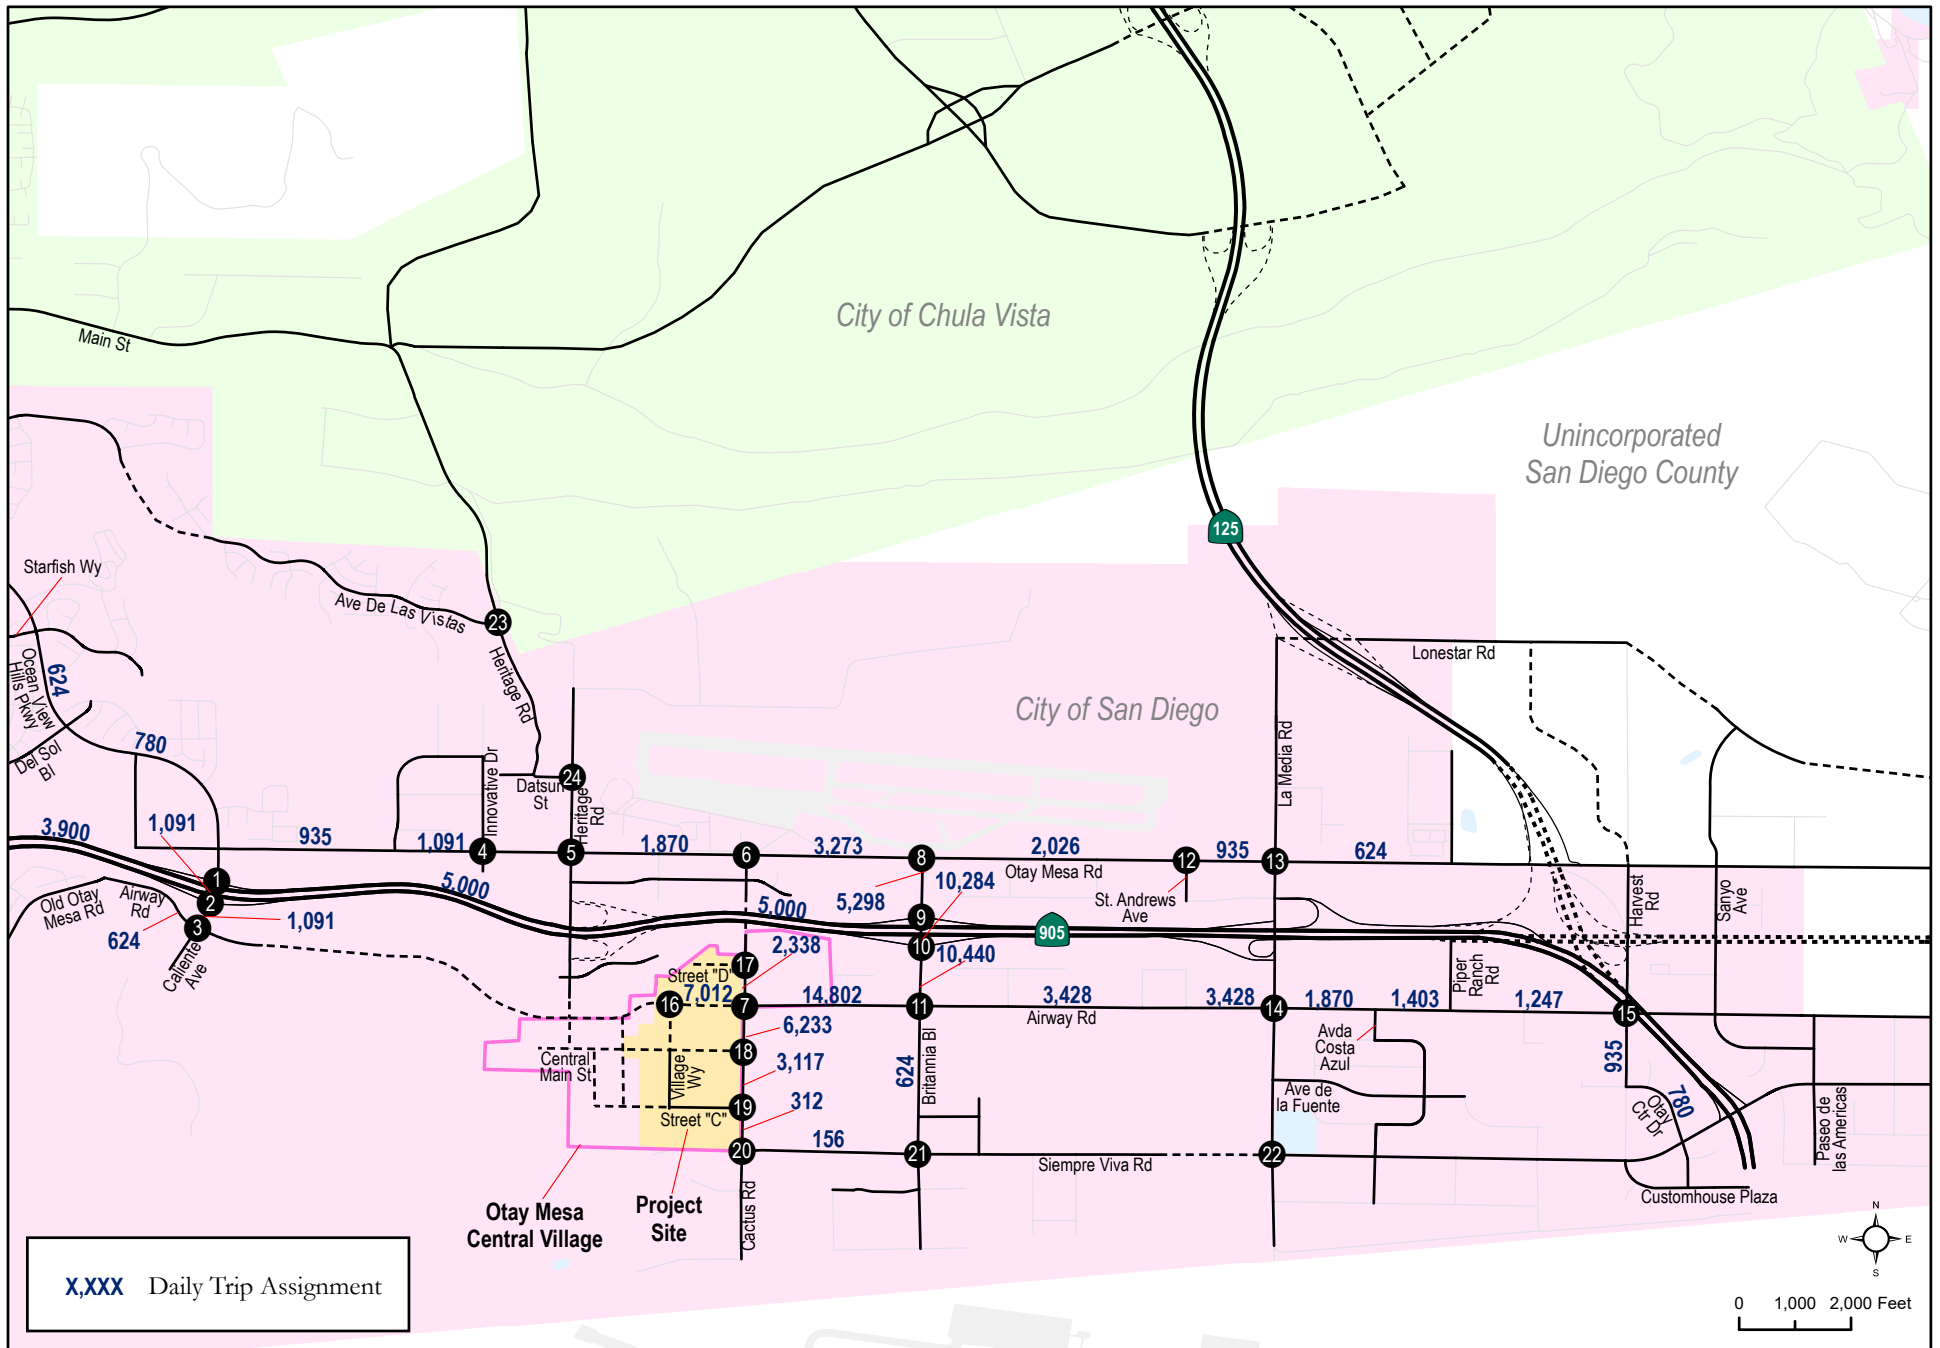 City of Chula Vista
Main St
Unincorporated
San Diego County
125
Starfish Wy
Ave De Las Vistas
23
Heritage Rd
Ocean View
Hills Pkwy
624
Lonestar Rd
City of San Diego
La Media Rd
Del Sol
Bl
780
Innovative Dr
Datsun
St
24
Heritage
Rd
3,900
1,091
935
1,091
4
5
1,870
6
3,273
8
2,026
12
935
13
624
Otay Mesa Rd
1
2
3
5,000
5,000
5,298
10,284
St. Andrews
Ave
Harvest
Rd
Sanyo
Ave
Old Otay
Mesa Rd
Airway
Rd
624
1,091
Caliente
Ave
9
10
905
2,338
10,440
17
Street "D"
16
7,012
7
14,802
11
3,428
3,428
14
1,870
1,403
Piper
Ranch
Rd
1,247
15
Airway Rd
6,233
18
Central
Main St
Village
Wy
3,117
624
Britannia Bl
Avda
Costa
Azul
935
19
Street "C"
312
Ave de
la Fuente
Otay
Ctr Dr
780
Paseo de
las Americas
20
156
21
Siempre Viva Rd
22
Customhouse Plaza
Otay Mesa
Central Village
Project
Site
Cactus Rd
N
W
E
S
X,XXX Daily Trip Assignment
0 1,000 2,000 Feet